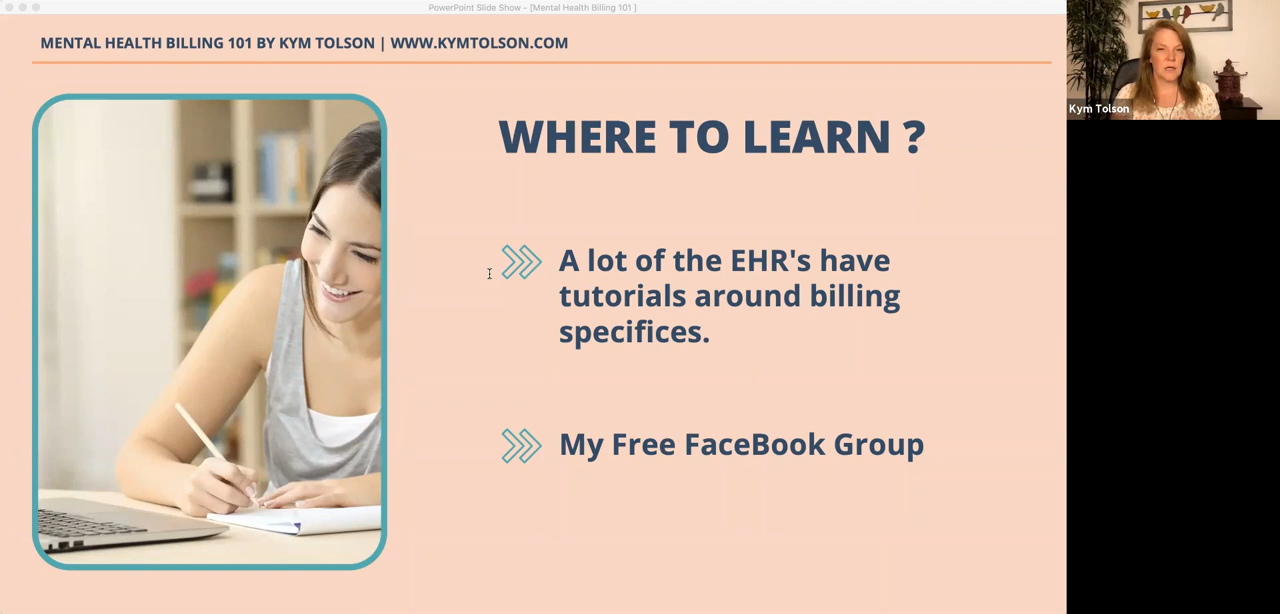 PowerPoint Slide Show - [Mental Health Billing 101 ]
MENTAL HEALTH BILLING 101 BY KYM TOLSON | WWW.KYMTOLSON.COM
Kym Tolson
WHERE TO LEARN ?
A lot of the EHR's have
tutorials around billing
specifices.
My Free FaceBook Group